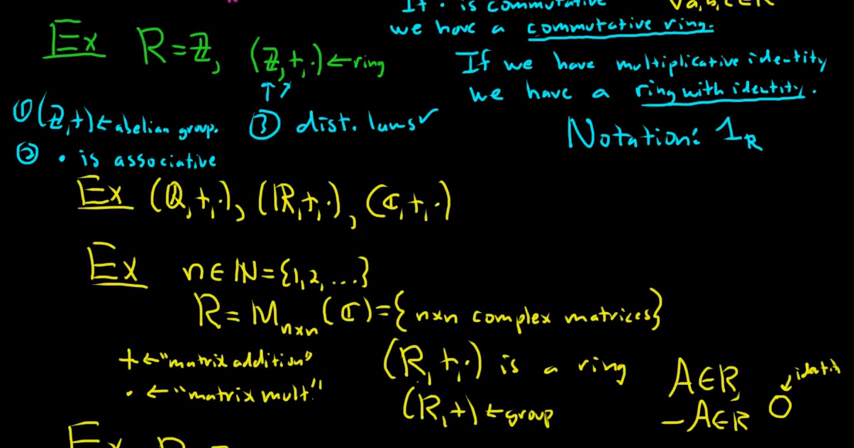 If · is commutative ∀a,b,c∈R
we have a commutative ring.
Ex R=ℤ, (ℤ,+,·)←ring
If we have multiplicative identity
we have a ring with identity.
① (ℤ,+)←abelian group. ③ dist. laws✓
Notation: 1_R
② · is associative
Ex (ℚ,+,·), (ℝ,+,·), (ℂ,+,·)
Ex n∈ℕ={1,2,...}
R=M_{n×n}(ℂ)={n×n complex matrices}
+←"matrix addition" (R,+,·) is a ring
·←"matrix mult." (R,+)←group
A∈R, identit
-A∈R 0
Ex